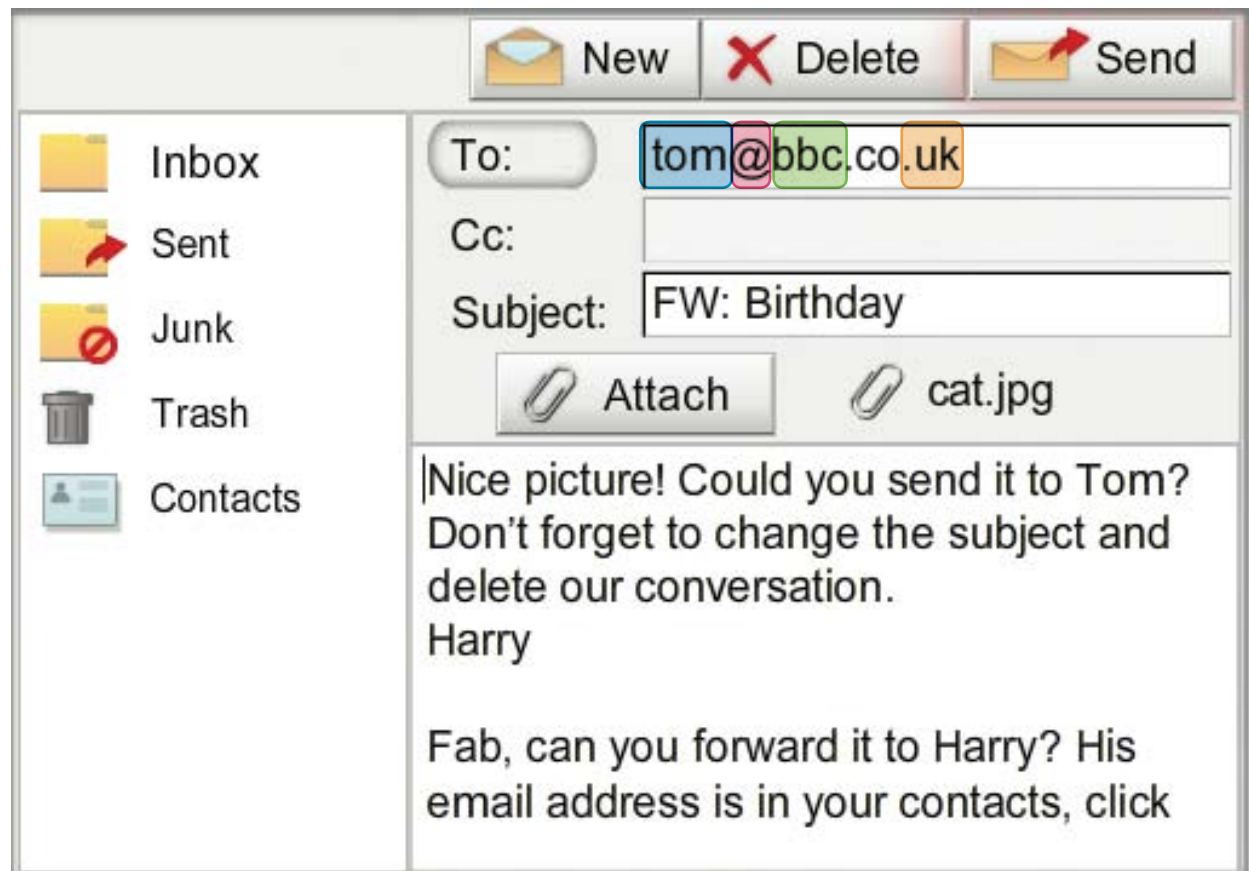 New Delete Send
Inbox
Sent
Junk
Trash
Contacts
To: tom@bbc.co.uk
Cc:
Subject: FW: Birthday
Attach cat.jpg
Nice picture! Could you send it to Tom?
Don't forget to change the subject and
delete our conversation.
Harry
Fab, can you forward it to Harry? His
email address is in your contacts, click